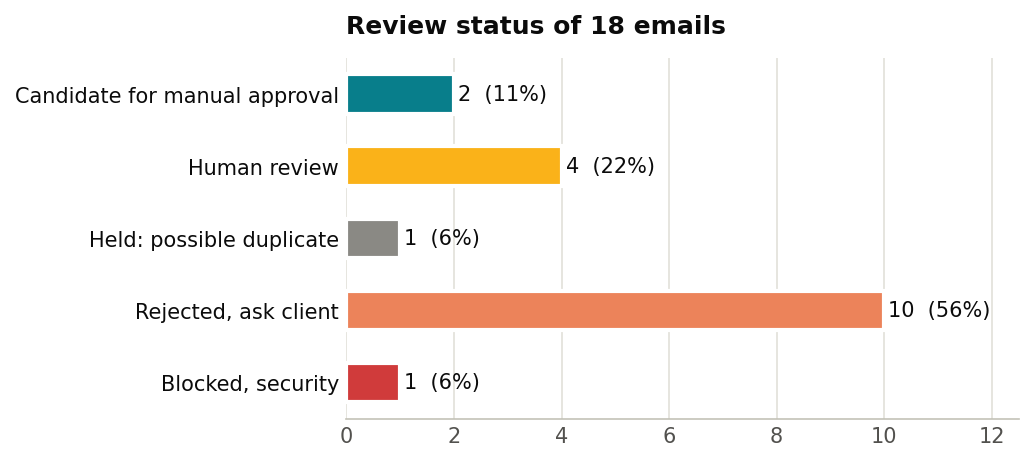 Review status of 18 emails
Candidate for manual approval 2 (11%)
Human review 4 (22%)
Held: possible duplicate 1 (6%)
Rejected, ask client 10 (56%)
Blocked, security 1 (6%)
0 2 4 6 8 10 12